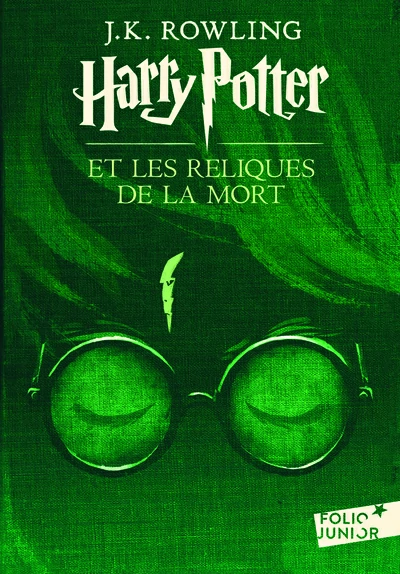 J.K. ROWLING
Harry Potter
ET LES RELIQUES
DE LA MORT
FOLIO
JUNIOR